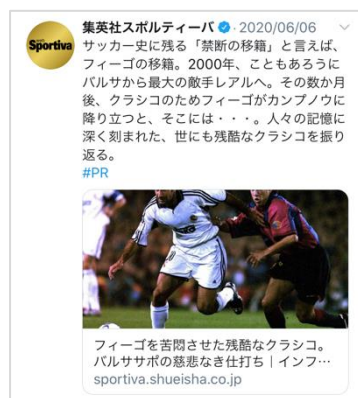 集英社スポルティーバ · 2020/06/06
Sportiva
サッカー史に残る「禁断の移籍」と言えば、
フィーゴの移籍。2000年、こともあろうに
バルサから最大の敵手レアルへ。その数か月
後、クラシコのためフィーゴがカンプノウに
降り立つと、そこには・・・。人々の記憶に
深く刻まれた、世にも残酷なクラシコを振り
返る。
#PR
フィーゴを苦悶させた残酷なクラシコ。
バルササポの慈悲なき仕打ち｜インフ…
sportiva.shueisha.co.jp